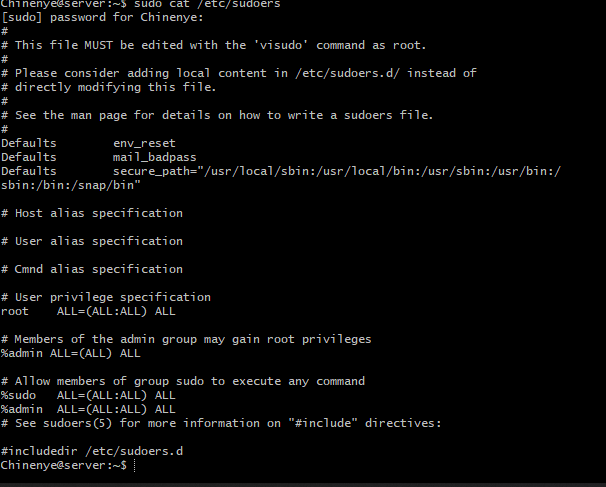 Chinenye@server:~$ sudo cat /etc/sudoers
[sudo] password for Chinenye:
#
# This file MUST be edited with the 'visudo' command as root.
#
# Please consider adding local content in /etc/sudoers.d/ instead of
# directly modifying this file.
#
# See the man page for details on how to write a sudoers file.
#
Defaults        env_reset
Defaults        mail_badpass
Defaults        secure_path="/usr/local/sbin:/usr/local/bin:/usr/sbin:/usr/bin:/
sbin:/bin:/snap/bin"

# Host alias specification

# User alias specification

# Cmnd alias specification

# User privilege specification
root    ALL=(ALL:ALL) ALL

# Members of the admin group may gain root privileges
%admin ALL=(ALL) ALL

# Allow members of group sudo to execute any command
%sudo   ALL=(ALL:ALL) ALL
%admin  ALL=(ALL:ALL) ALL
# See sudoers(5) for more information on "#include" directives:

#includedir /etc/sudoers.d
Chinenye@server:~$